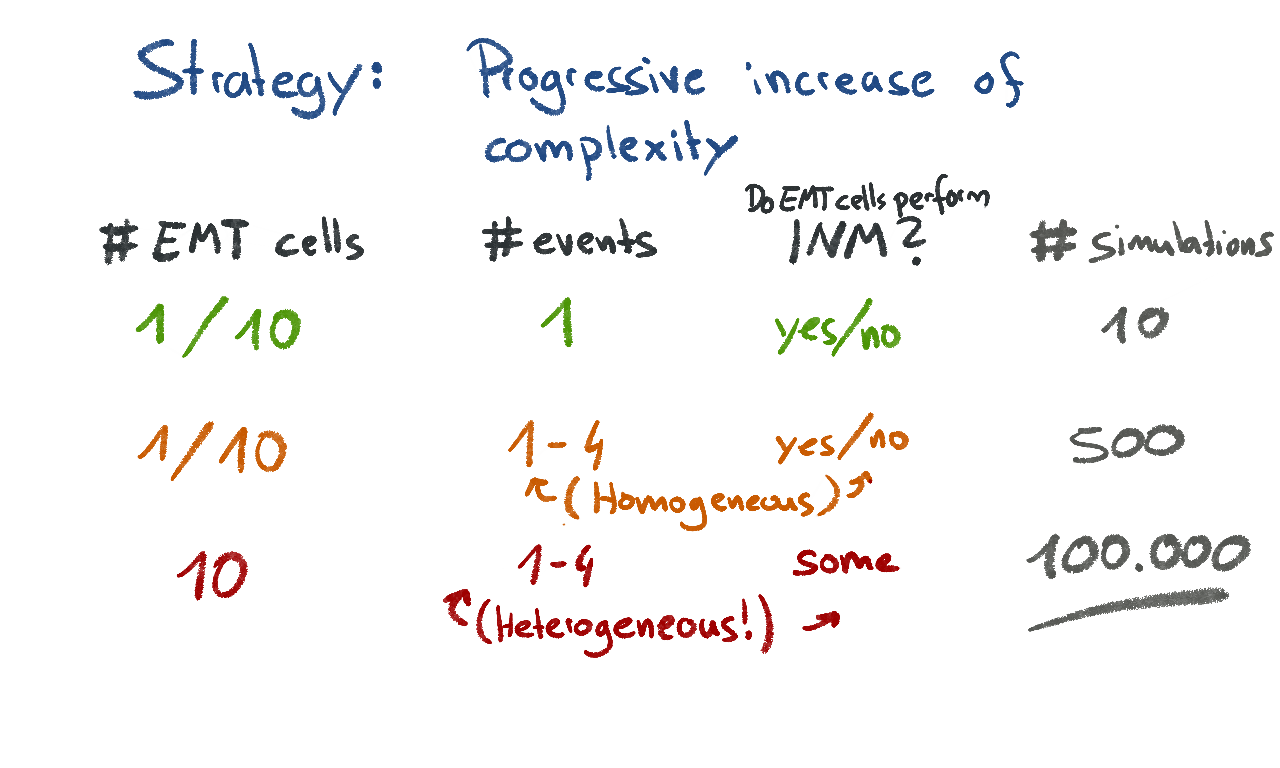 Strategy: Progressive increase of
complexity
Do EMT cells perform
# EMT cells # events INM? # simulations
1/10 1 yes/no 10
1/10 1-4 yes/no 500
(Homogeneous)
10 1-4 some 100.000
(Heterogeneous!)